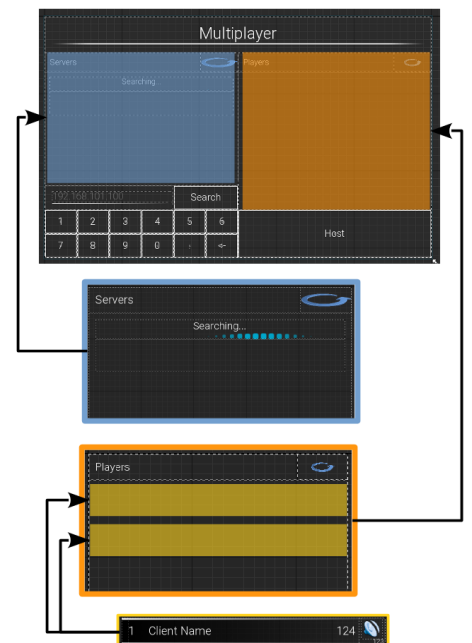 Multiplayer
Servers
Players
Searching...
192.168.101.100
Search
1 2 3 4 5 6
7 8 9 0 . <-
Host
Servers
Searching...
Players
1 Client Name 124
123